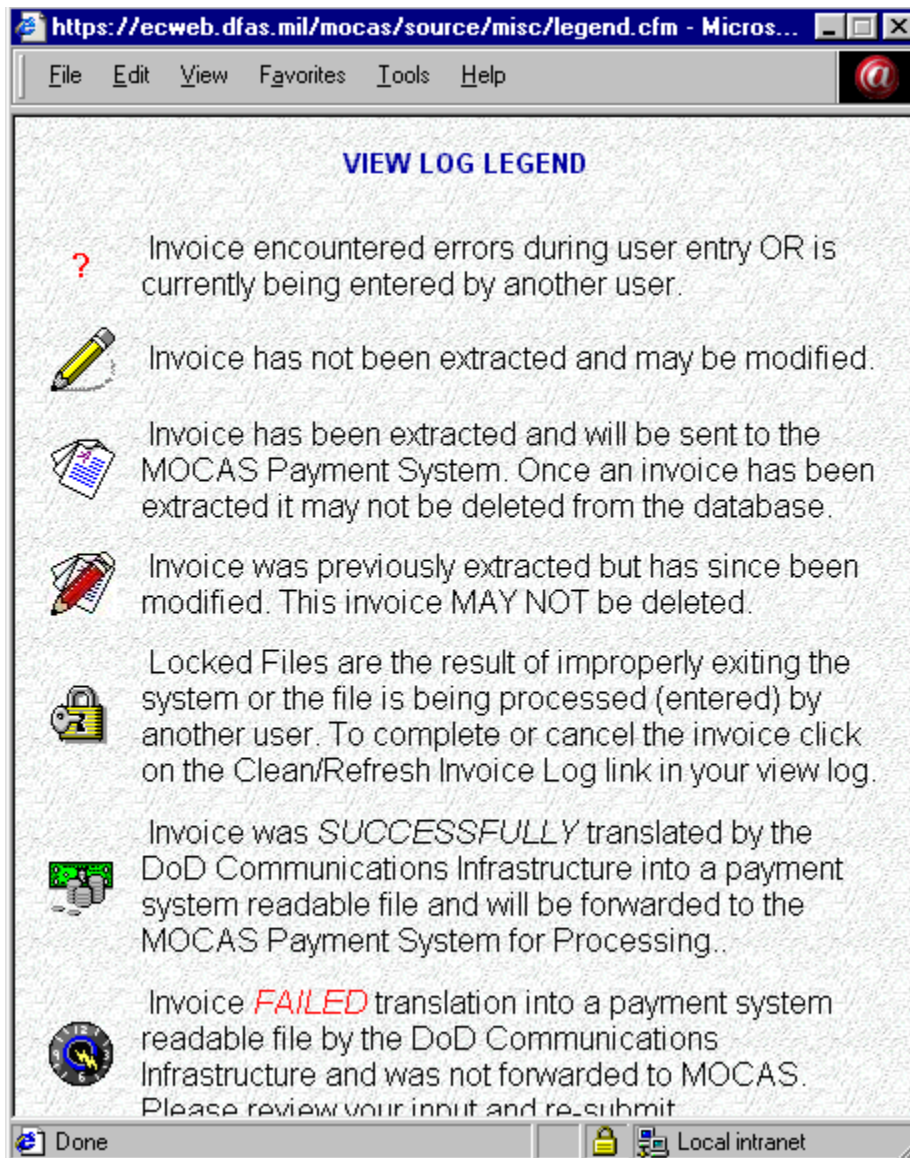 https://ecweb.dfas.mil/mocas/source/misc/legend.cfm - Micros...
File Edit View Favorites Tools Help
VIEW LOG LEGEND
?
Invoice encountered errors during user entry OR is
currently being entered by another user.
Invoice has not been extracted and may be modified.
Invoice has been extracted and will be sent to the
MOCAS Payment System. Once an invoice has been
extracted it may not be deleted from the database.
Invoice was previously extracted but has since been
modified. This invoice MAY NOT be deleted.
Locked Files are the result of improperly exiting the
system or the file is being processed (entered) by
another user. To complete or cancel the invoice click
on the Clean/Refresh Invoice Log link in your view log.
Invoice was SUCCESSFULLY translated by the
DoD Communications Infrastructure into a payment
system readable file and will be forwarded to the
MOCAS Payment System for Processing..
Invoice FAILED translation into a payment system
readable file by the DoD Communications
Infrastructure and was not forwarded to MOCAS.
Please review your input and re-submit
Done
Local intranet